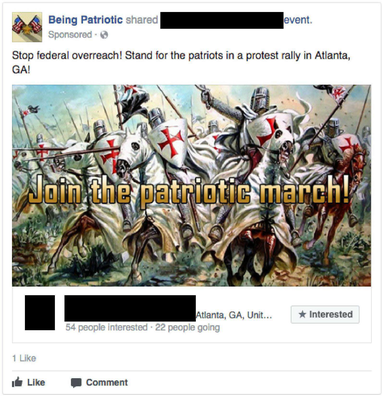 Being Patriotic shared event.
Sponsored ·
Stop federal overreach! Stand for the patriots in a protest rally in Atlanta,
GA!
Join the patriotic march!
Atlanta, GA, Unit...
54 people interested · 22 people going
★ Interested
1 Like
Like Comment